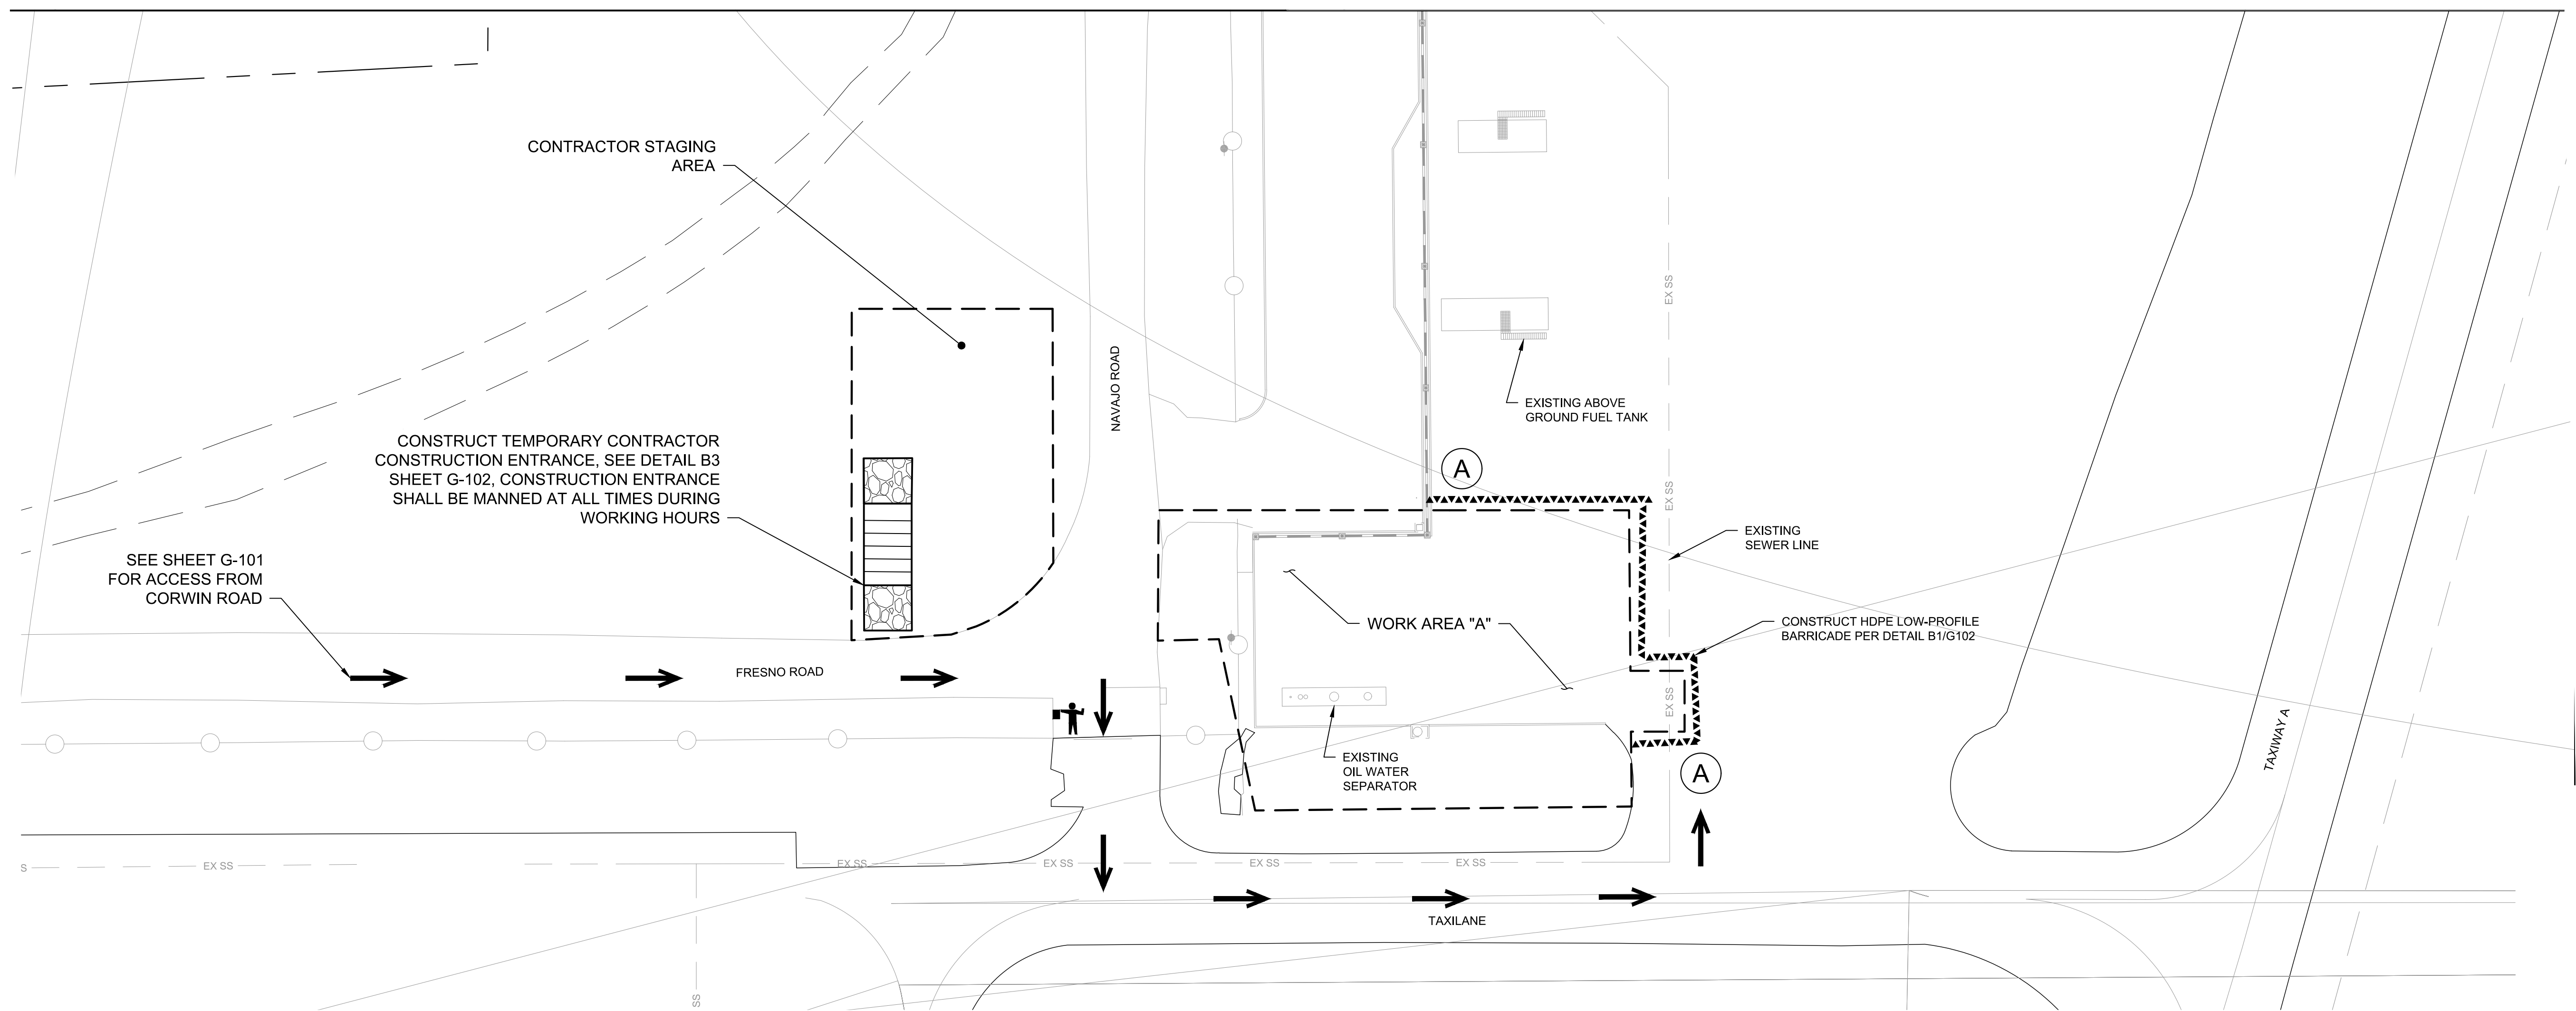 CONTRACTOR STAGING
AREA
CONSTRUCT TEMPORARY CONTRACTOR
CONSTRUCTION ENTRANCE, SEE DETAIL B3
SHEET G-102, CONSTRUCTION ENTRANCE
SHALL BE MANNED AT ALL TIMES DURING
WORKING HOURS
SEE SHEET G-101
FOR ACCESS FROM
CORWIN ROAD
FRESNO ROAD
NAVAJO ROAD
EXISTING ABOVE
GROUND FUEL TANK
A
EX SS
EX SS
EXISTING
SEWER LINE
WORK AREA "A"
CONSTRUCT HDPE LOW-PROFILE
BARRICADE PER DETAIL B1/G102
EX SS
EXISTING
OIL WATER
SEPARATOR
A
TAXIWAY A
S
EX SS
EX SS
EX SS
EX SS
EX SS
TAXILANE
SS